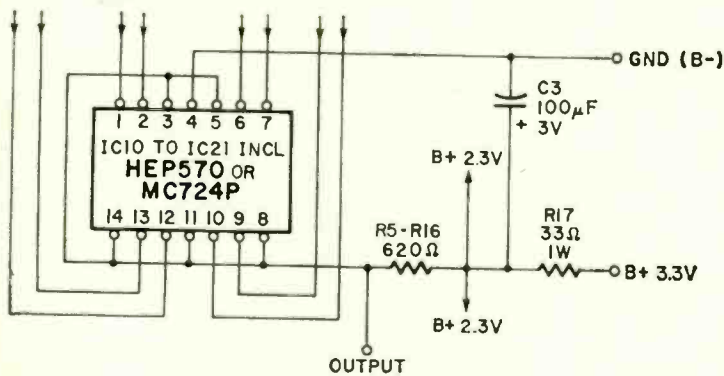 GND (B-)
C3
100µF
+ 3V
1 2 3 4 5 6 7
IC10 TO IC21 INCL
HEP570 OR
MC724P
14 13 12 11 10 9 8
B+ 2.3V
R5-R16
620Ω
R17
33Ω
1W
B+ 3.3V
B+ 2.3V
OUTPUT